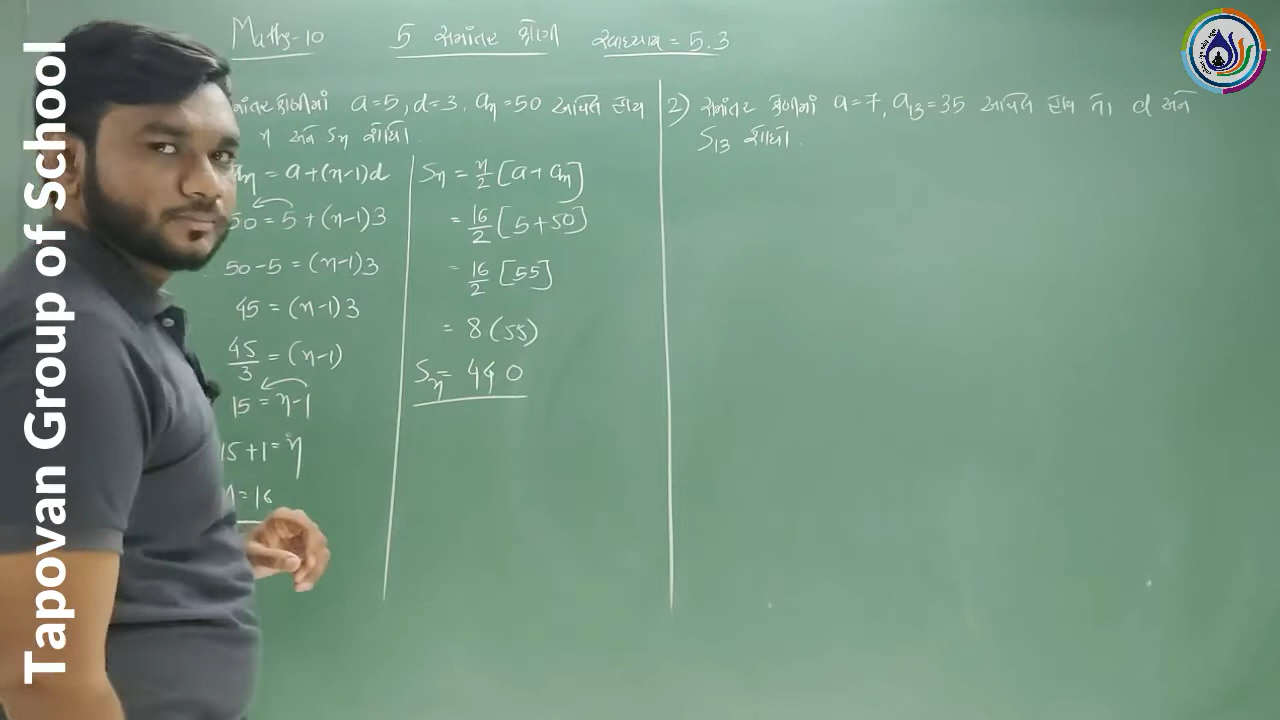 Tapovan Group of School
Maths-10 5 સમાંતર શ્રેણી સ્વાધ્યાય = 5.3
સમાંતર શ્રેણીમાં a=5, d=3, aₙ=50 આપેલ હોય
n અને Sn શોધો.
aₙ = a+(n-1)d
50 = 5+(n-1)3
50-5 = (n-1)3
45 = (n-1)3
45/3 = (n-1)
15 = n-1
15+1 = n
n = 16
Sₙ = n/2 [a+aₙ]
= 16/2 [5+50]
= 16/2 [55]
= 8(55)
Sₙ = 440
2) સમાંતર શ્રેણીમાં a=7, a₁₃=35 આપેલ હોય તો d અને
S₁₃ શોધો.